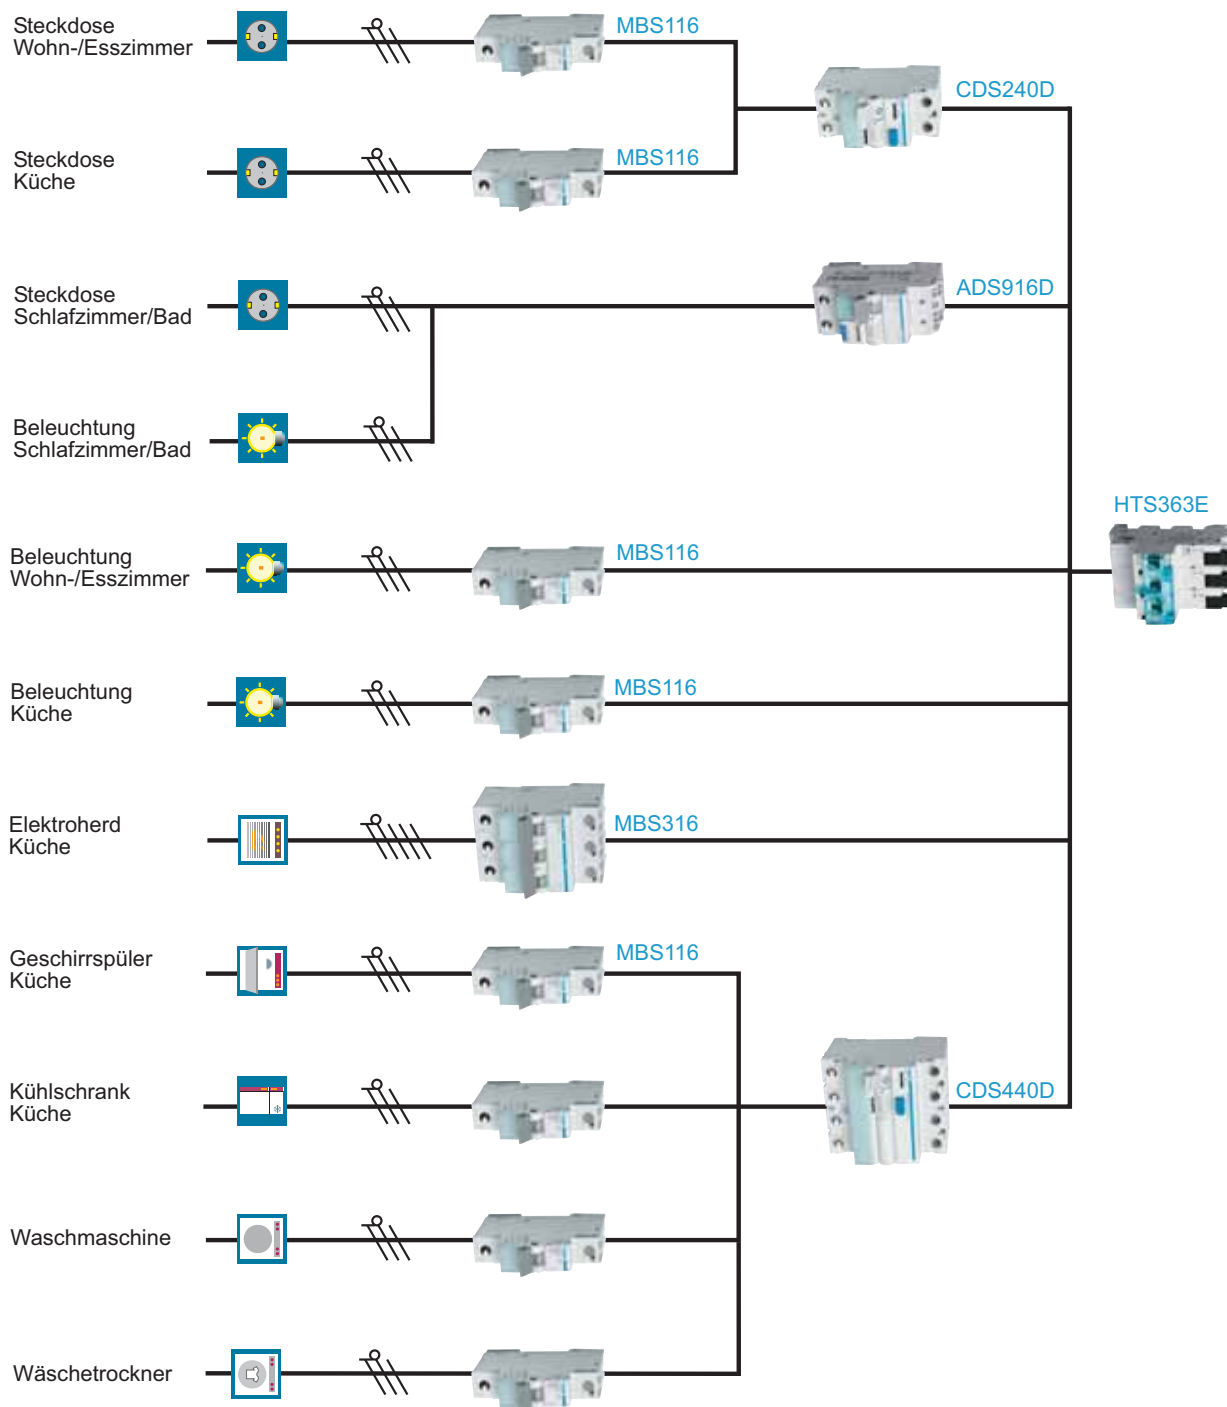 Steckdose
Wohn-/Esszimmer
MBS116
CDS240D
Steckdose
Küche
MBS116
Steckdose
Schlafzimmer/Bad
ADS916D
Beleuchtung
Schlafzimmer/Bad
HTS363E
Beleuchtung
Wohn-/Esszimmer
MBS116
Beleuchtung
Küche
MBS116
Elektroherd
Küche
MBS316
Geschirrspüler
Küche
MBS116
Kühlschrank
Küche
CDS440D
Waschmaschine
Wäschetrockner